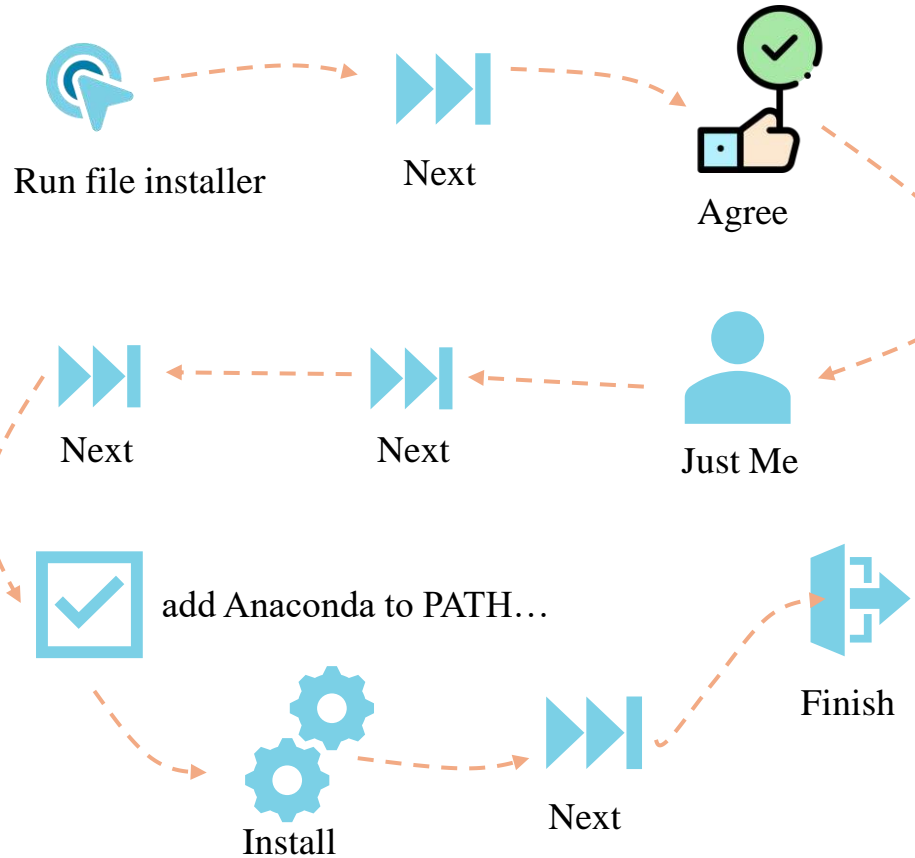 Run file installer
Next
Agree
Just Me
Next
Next
add Anaconda to PATH…
Install
Next
Finish